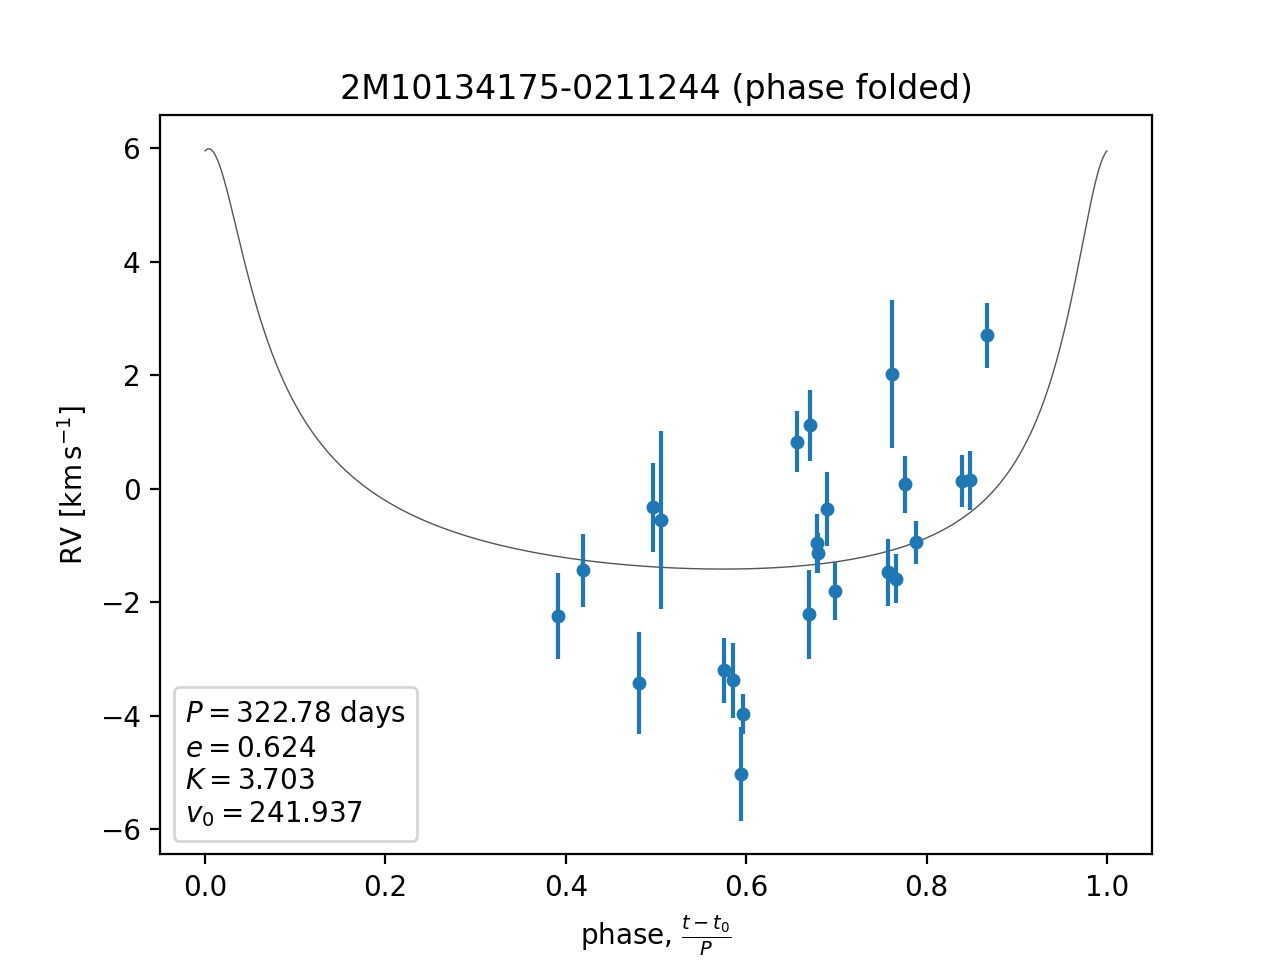 2M10134175-0211244 (phase folded)
6
4
2
0
−2
−4
−6
RV [km s⁻¹]
P = 322.78 days
e = 0.624
K = 3.703
v₀ = 241.937
0.0 0.2 0.4 0.6 0.8 1.0
phase, (t − t₀)/P